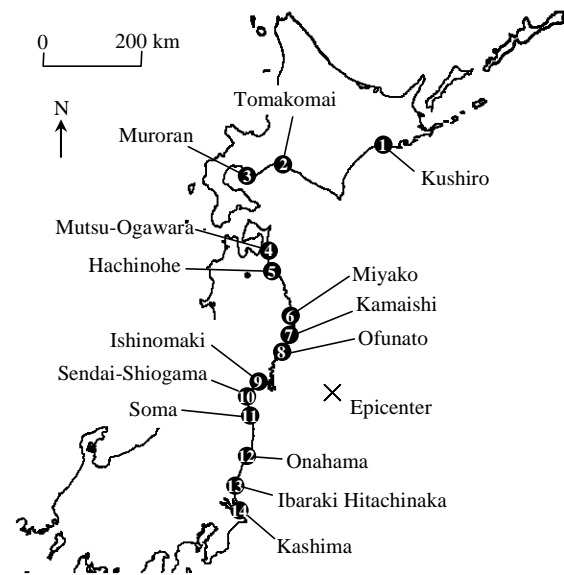 0 200 km
N
Tomakomai
Muroran
1
2
3
Kushiro
Mutsu-Ogawara
4
Hachinohe
5
Miyako
6
Kamaishi
7
Ishinomaki
Ofunato
8
Sendai-Shiogama
9
10
Epicenter
Soma
11
12
Onahama
13
Ibaraki Hitachinaka
14
Kashima